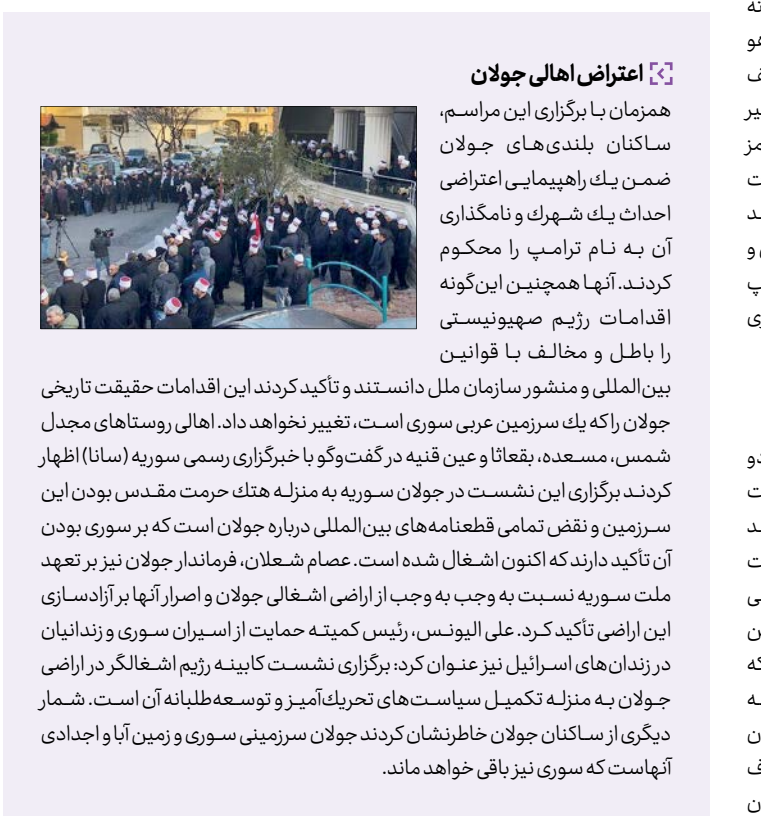 اعتراض اهالی جولان
همزمان با برگزاری این مراسم،
ساکنان بلندی‌های جولان
ضمن یك راهپیمایی اعتراضی
احداث یك شهرك و نامگذاری
آن به نام ترامپ را محکوم
کردند. آنها همچنین این‌گونه
اقدامات رژیم صهیونیستی
را باطل و مخالف با قوانین
بین‌المللی و منشور سازمان ملل دانستند و تأکید کردند این اقدامات حقیقت تاریخی
جولان را که یك سرزمین عربی سوری است، تغییر نخواهد داد. اهالی روستاهای مجدل
شمس، مسعده، بقعاثا و عین قنیه در گفت‌وگو با خبرگزاری رسمی سوریه (سانا) اظهار
کردند برگزاری این نشست در جولان سوریه به منزله هتك حرمت مقدس بودن این
سرزمین و نقض تمامی قطعنامه‌های بین‌المللی درباره جولان است که بر سوری بودن
آن تأکید دارند که اکنون اشغال شده است. عصام شعلان، فرماندار جولان نیز بر تعهد
ملت سوریه نسبت به وجب به وجب از اراضی اشغالی جولان و اصرار آنها بر آزادسازی
این اراضی تأکید کرد. علی الیونس، رئیس کمیته حمایت از اسیران سوری و زندانیان
در زندان‌های اسرائیل نیز عنوان کرد: برگزاری نشست کابینه رژیم اشغالگر در اراضی
جولان به منزله تکمیل سیاست‌های تحریك‌آمیز و توسعه‌طلبانه آن است. شمار
دیگری از ساکنان جولان خاطرنشان کردند جولان سرزمینی سوری و زمین آبا و اجدادی
آنهاست که سوری نیز باقی خواهد ماند.